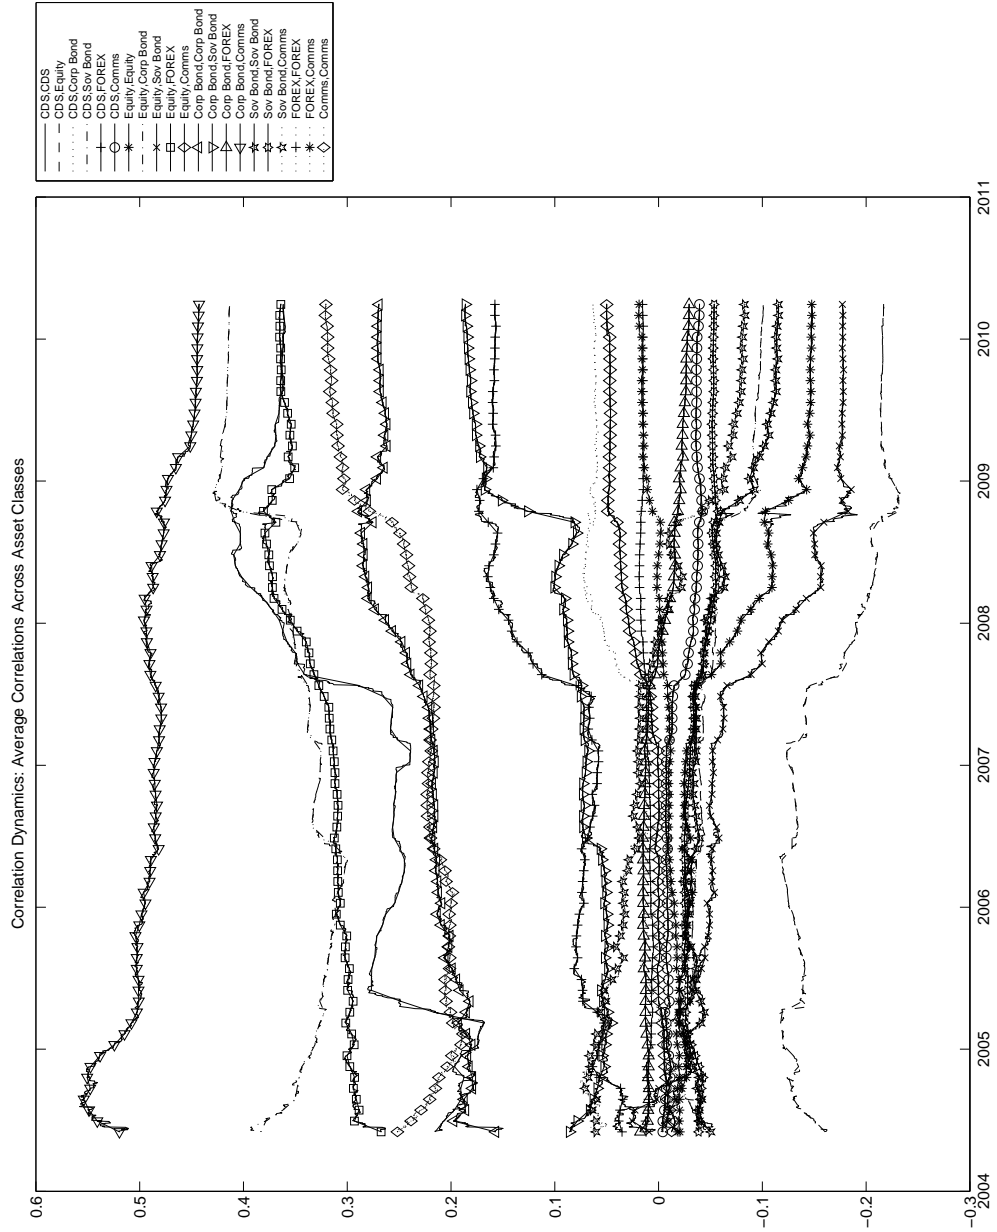 Correlation Dynamics: Average Correlations Across Asset Classes
0.6
0.5
0.4
0.3
0.2
0.1
0
−0.1
−0.2
−0.3
2004
2005
2006
2007
2008
2009
2010
2011
CDS,CDS
CDS,Equity
CDS,Corp Bond
CDS,Sov Bond
CDS,FOREX
CDS,Comms
Equity,Equity
Equity,Corp Bond
Equity,Sov Bond
Equity,FOREX
Equity,Comms
Corp Bond,Corp Bond
Corp Bond,Sov Bond
Corp Bond,FOREX
Corp Bond,Comms
Sov Bond,Sov Bond
Sov Bond,FOREX
Sov Bond,Comms
FOREX,FOREX
FOREX,Comms
Comms,Comms